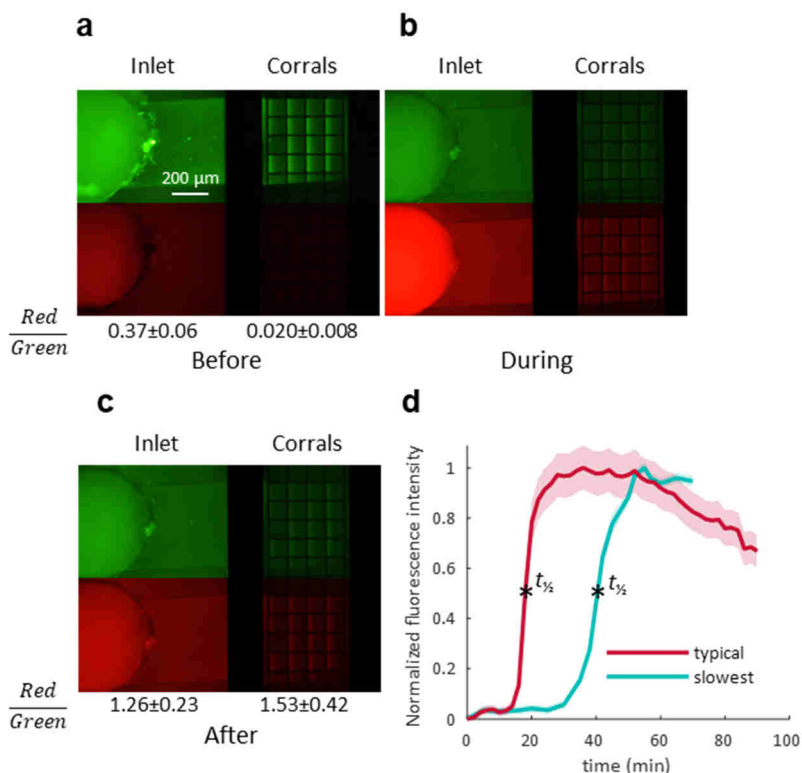 a
b
Inlet Corrals
Inlet Corrals
200 µm
Red
Green
0.37±0.06 0.020±0.008
Before
During
c
d
Inlet Corrals
Red
Green
1.26±0.23 1.53±0.42
After
Normalized fluorescence intensity
1
0.8
0.6
0.4
0.2
0
t½
t½
typical
slowest
0 20 40 60 80 100
time (min)